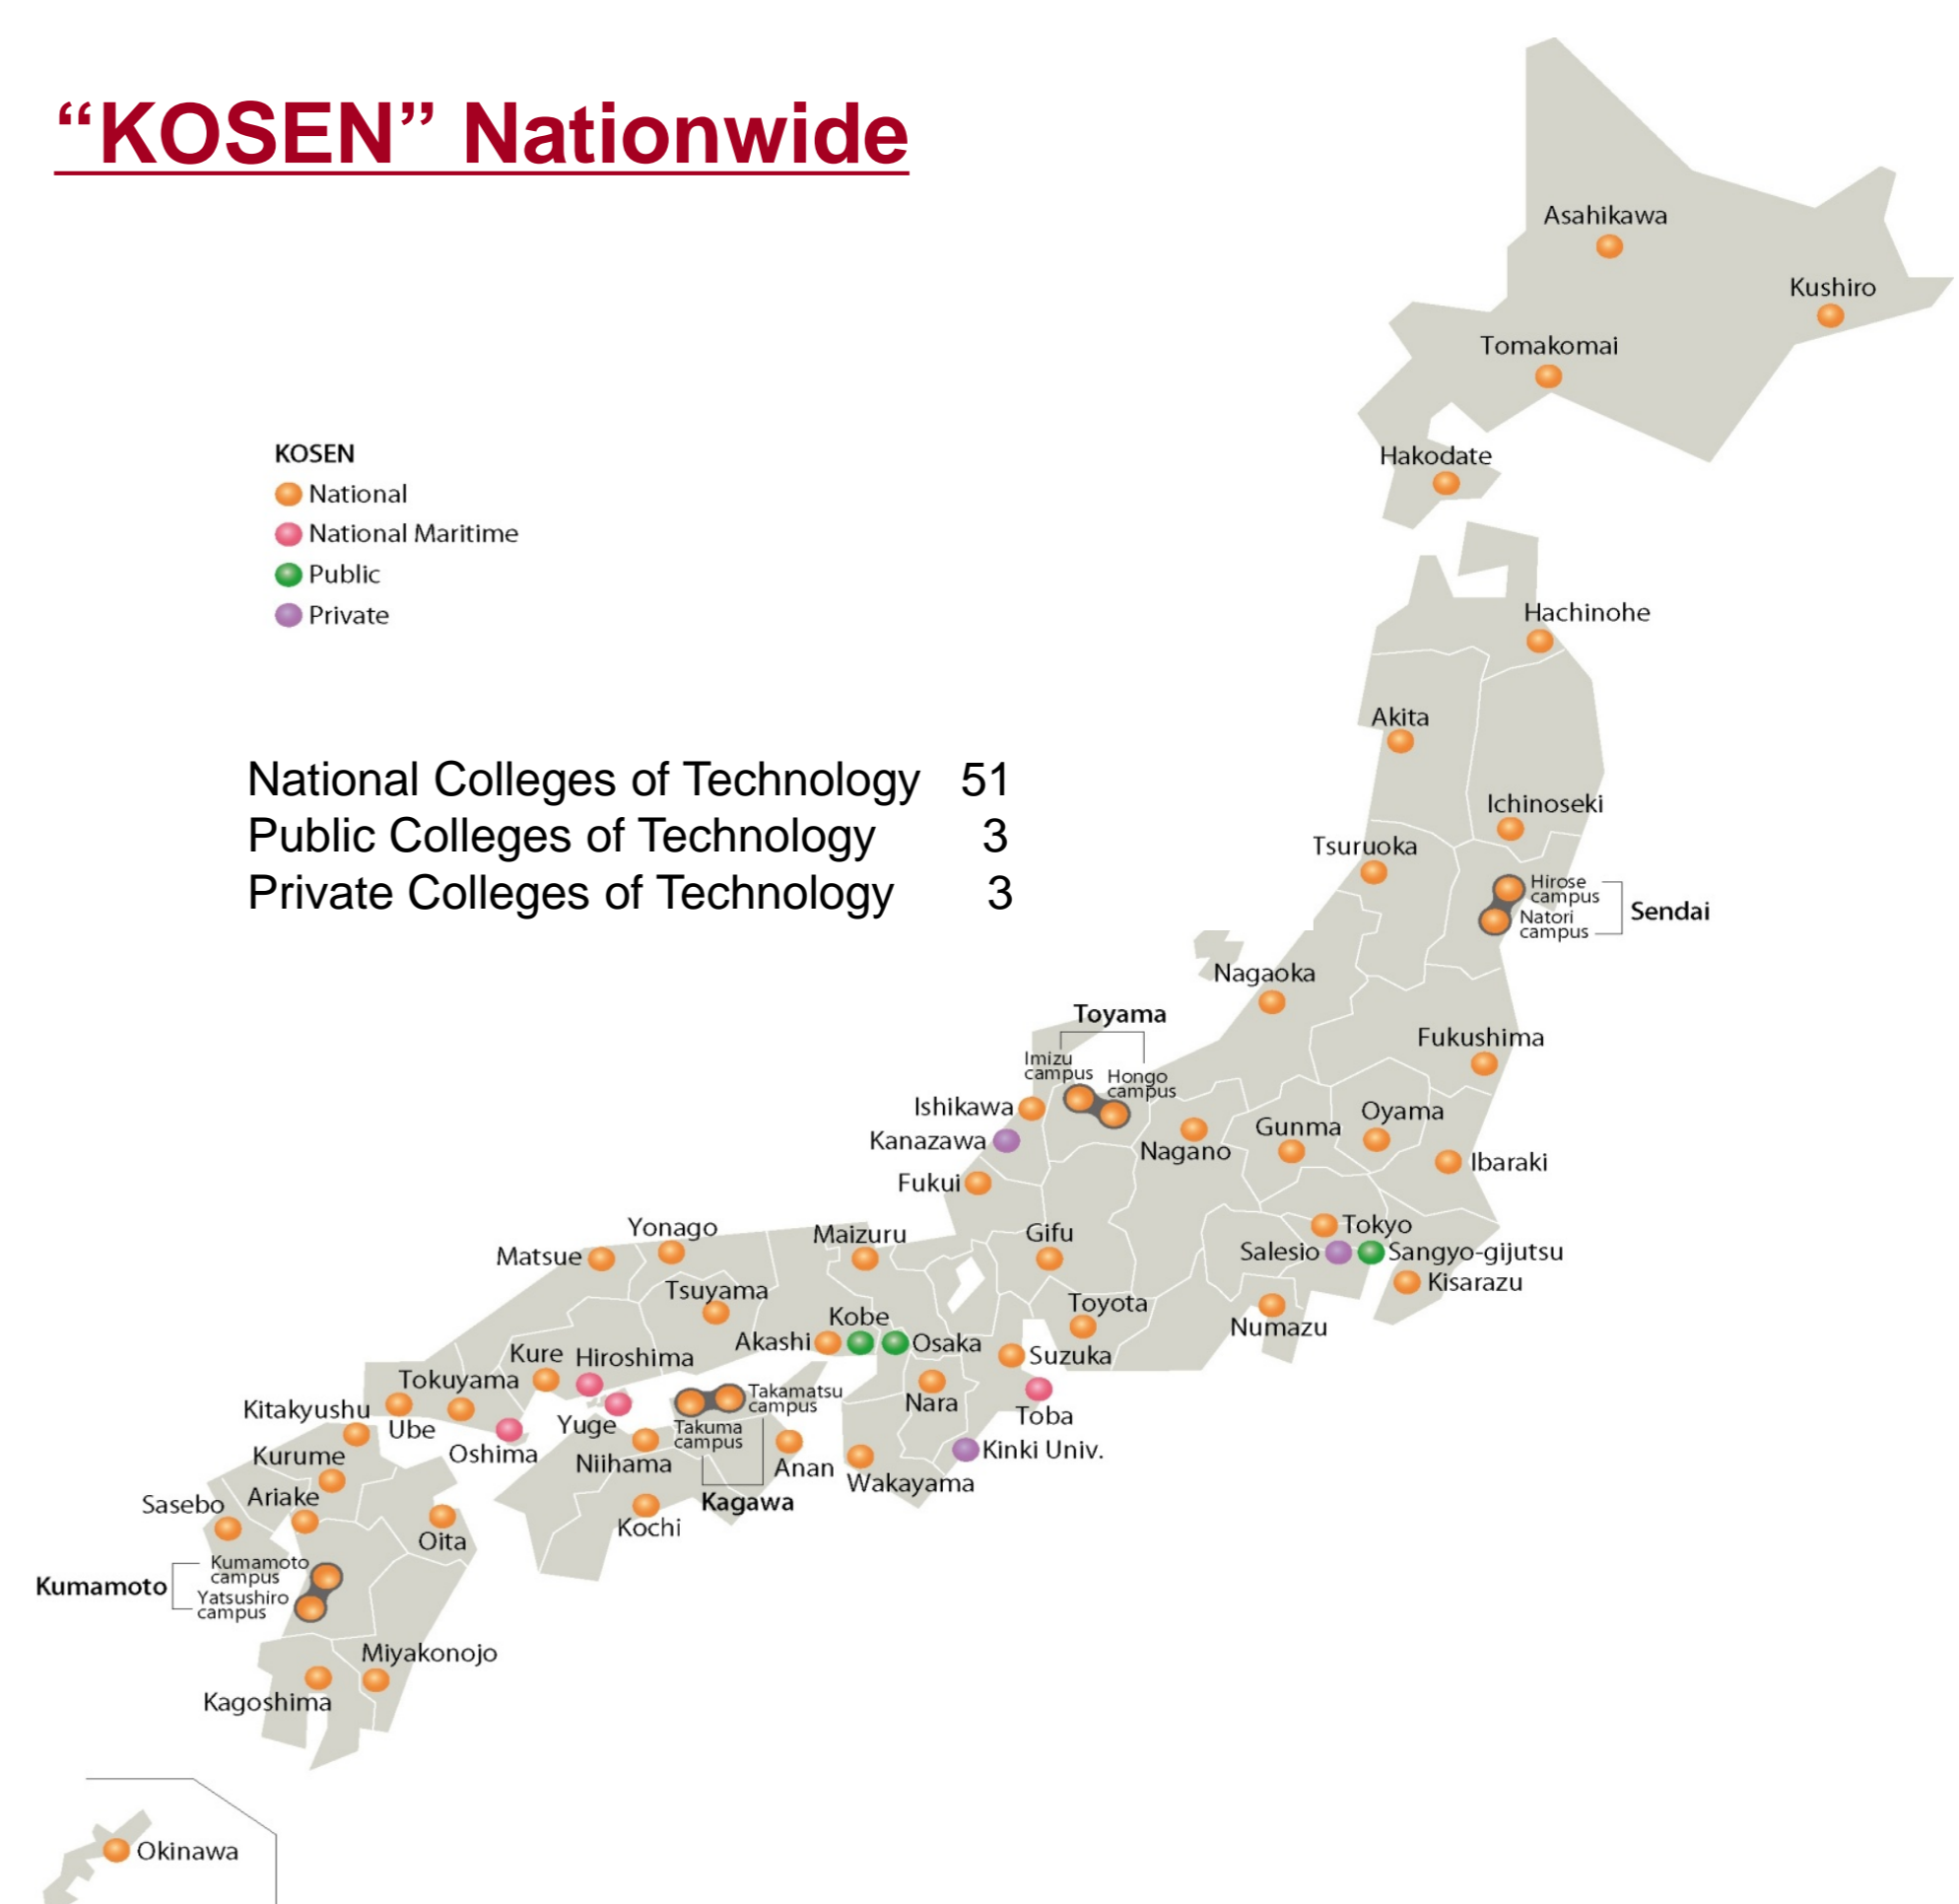 “KOSEN” Nationwide
Asahikawa
Kushiro
Tomakomai
KOSEN
Hakodate
National
National Maritime
Public
Private
Hachinohe
Akita
National Colleges of Technology 51
Public Colleges of Technology 3
Private Colleges of Technology 3
Ichinoseki
Tsuruoka
Hirose
campus
Natori
campus
Sendai
Nagaoka
Toyama
Fukushima
Imizu
campus
Hongo
campus
Ishikawa
Kanazawa
Fukui
Nagano
Gunma
Oyama
Ibaraki
Yonago
Matsue
Maizuru
Gifu
Tokyo
Salesio
Sangyo-gijutsu
Kisarazu
Tsuyama
Toyota
Numazu
Kobe
Akashi
Osaka
Suzuka
Kure
Hiroshima
Tokuyama
Takamatsu
campus
Nara
Toba
Kitakyushu
Ube
Yuge
Takuma
campus
Oshima
Kinki Univ.
Kurume
Niihama
Anan
Wakayama
Sasebo
Ariake
Kagawa
Oita
Kochi
Kumamoto
Kumamoto
campus
Yatsushiro
campus
Miyakonojo
Kagoshima
Okinawa